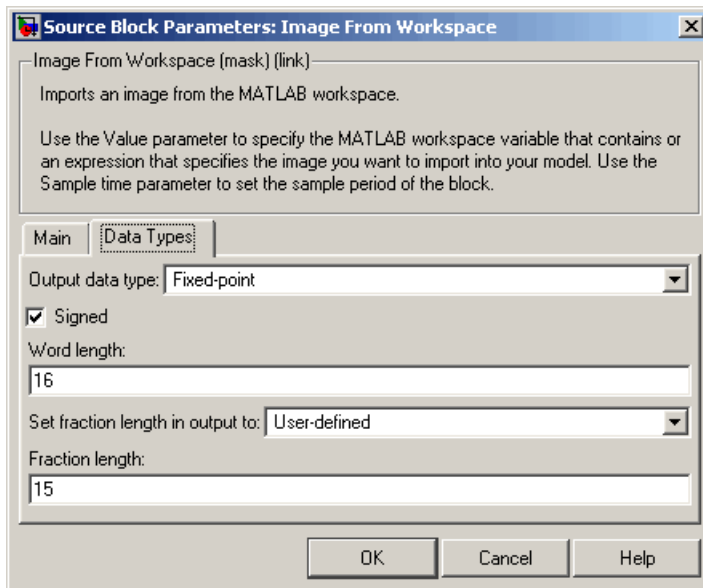 Source Block Parameters: Image From Workspace
Image From Workspace (mask) (link)
Imports an image from the MATLAB workspace.
Use the Value parameter to specify the MATLAB workspace variable that contains or
an expression that specifies the image you want to import into your model. Use the
Sample time parameter to set the sample period of the block.
Main Data Types
Output data type: Fixed-point
Signed
Word length:
16
Set fraction length in output to: User-defined
Fraction length:
15
OK Cancel Help